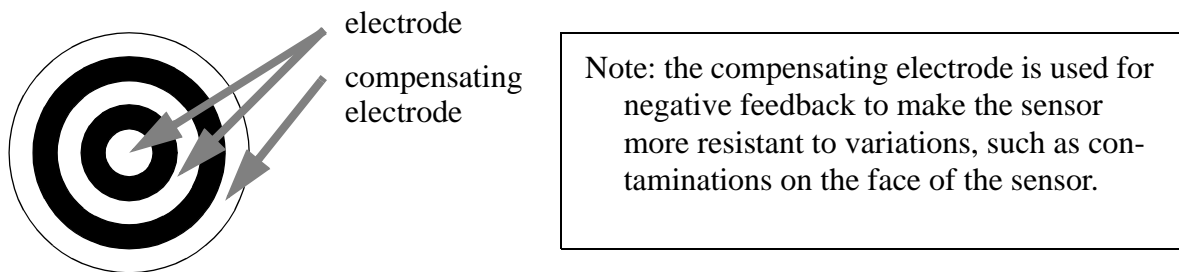 electrode
compensating
electrode
Note: the compensating electrode is used for
negative feedback to make the sensor
more resistant to variations, such as con-
taminations on the face of the sensor.